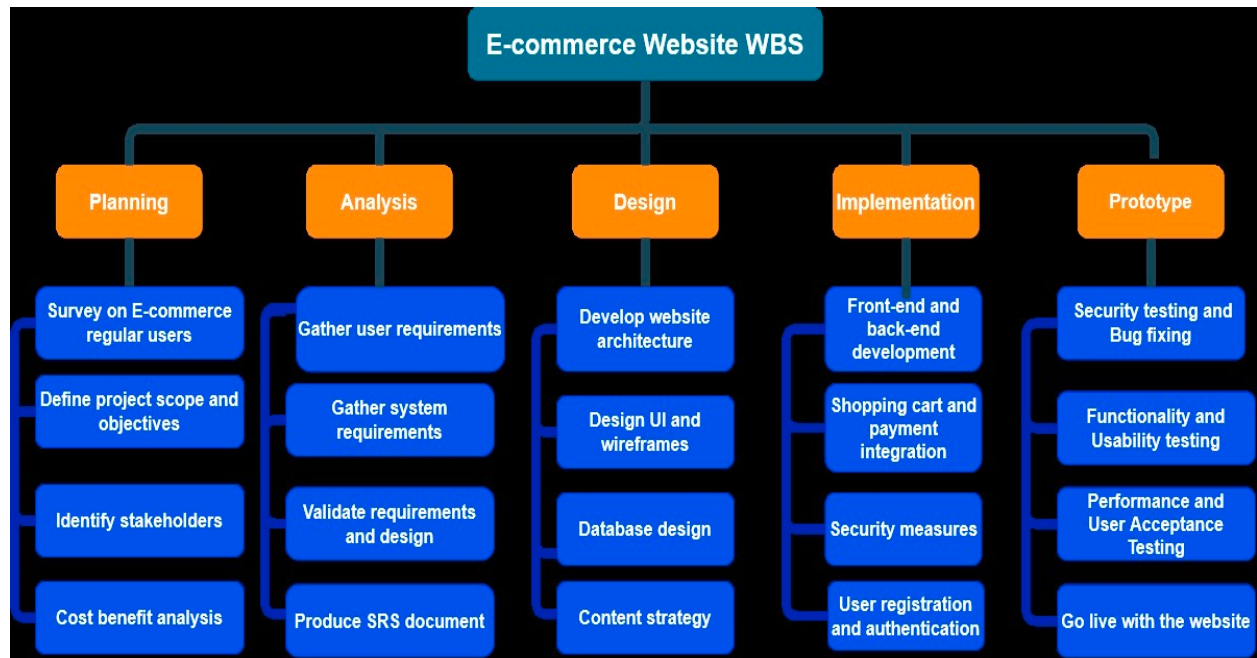 E-commerce Website WBS
Planning
Analysis
Design
Implementation
Prototype
Survey on E-commerce
regular users
Define project scope and
objectives
Identify stakeholders
Cost benefit analysis
Gather user requirements
Gather system
requirements
Validate requirements
and design
Produce SRS document
Develop website
architecture
Design UI and
wireframes
Database design
Content strategy
Front-end and
back-end
development
Shopping cart and
payment
integration
Security measures
User registration
and authentication
Security testing and
Bug fixing
Functionality and
Usability testing
Performance and
User Acceptance
Testing
Go live with the website